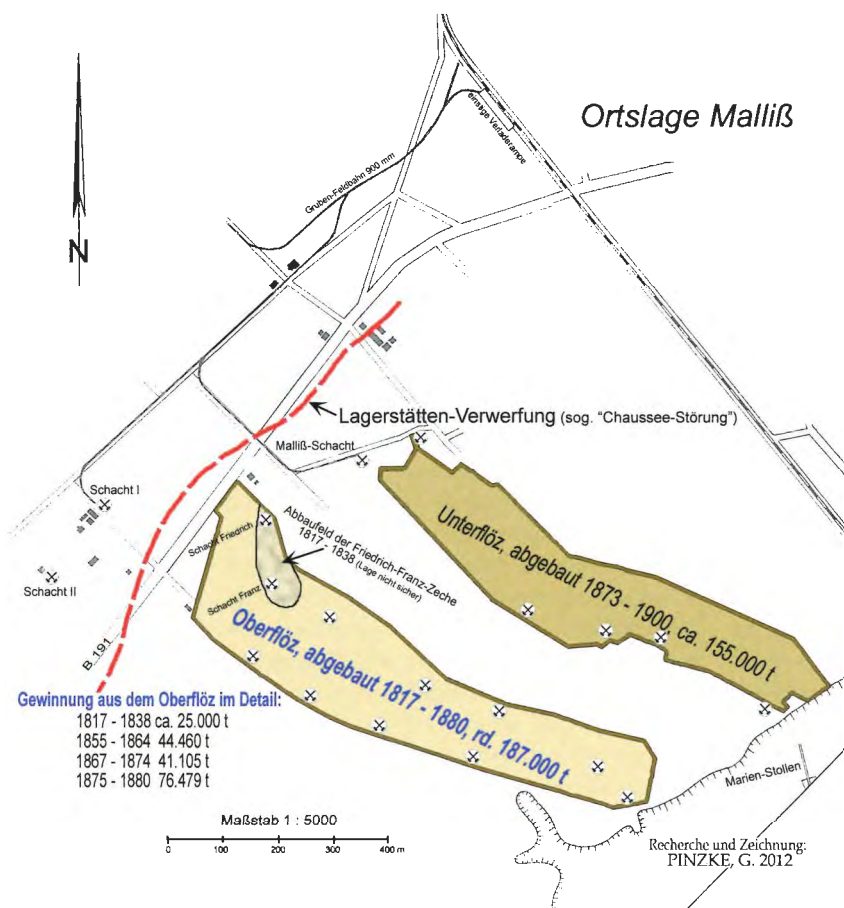 Ortslage Malliß
einstige Verladerampe
Gruben-Feldbahn 900 mm
N
Lagerstätten-Verwerfung (sog. "Chaussee-Störung")
Malliß-Schacht
Schacht I
Schacht II
Schacht Friedrich
Schacht Franz
Abbaufeld der Friedrich-Franz-Zeche
1817 - 1838 (Lage nicht sicher)
Unterflöz, abgebaut 1873 - 1900, ca. 155.000 t
Oberflöz, abgebaut 1817 - 1880, rd. 187.000 t
B 191
Gewinnung aus dem Oberflöz im Detail:
1817 - 1838 ca. 25.000 t
1855 - 1864 44.460 t
1867 - 1874 41.105 t
1875 - 1880 76.479 t
Marien-Stollen
Maßstab 1 : 5000
0 100 200 300 400 m
Recherche und Zeichnung:
PINZKE, G. 2012